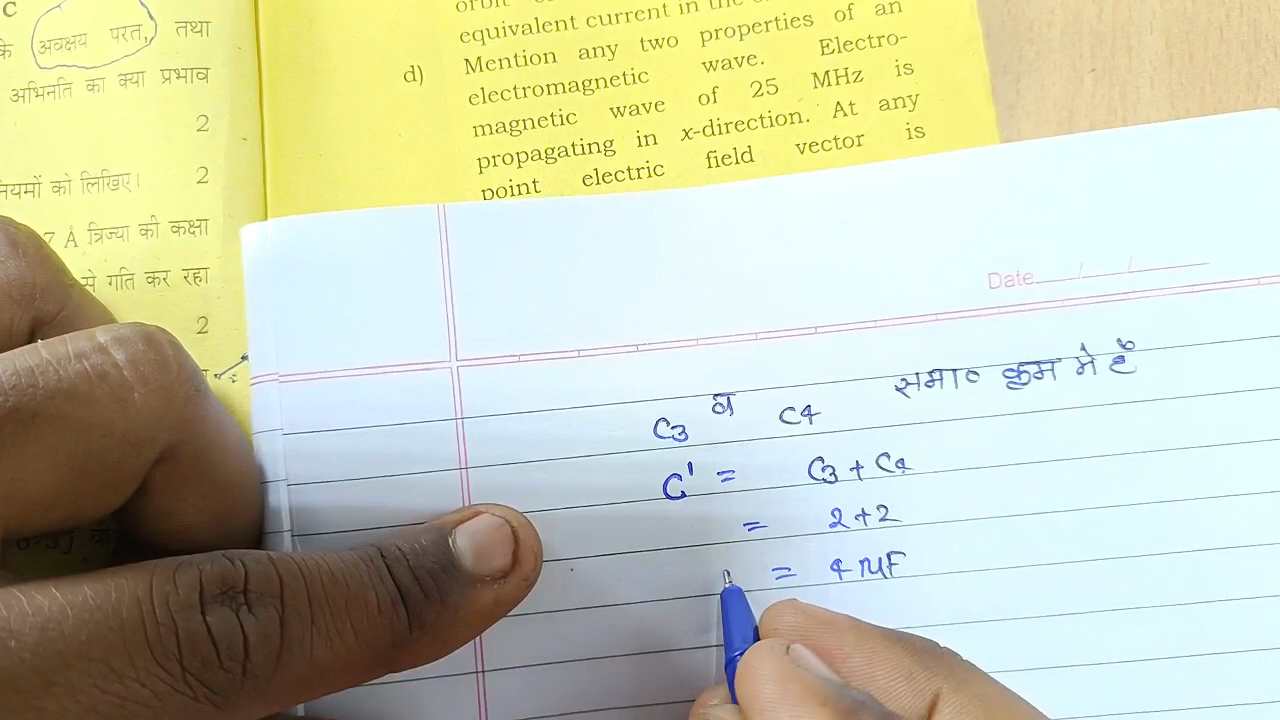 C
के अवक्षय परत, तथा
अभिनति का क्या प्रभाव
2
नियमों को लिखिए। 2
7 Å त्रिज्या की कक्षा
से गति कर रहा
2
equivalent current in the
d) Mention any two properties of an
electromagnetic wave. Electro-
magnetic wave of 25 MHz is
propagating in x-direction. At any
point electric field vector is
Date
C3 व C4 समा० क्रम में हैं
C' = C3 + C4
= 2+2
= 4 μF